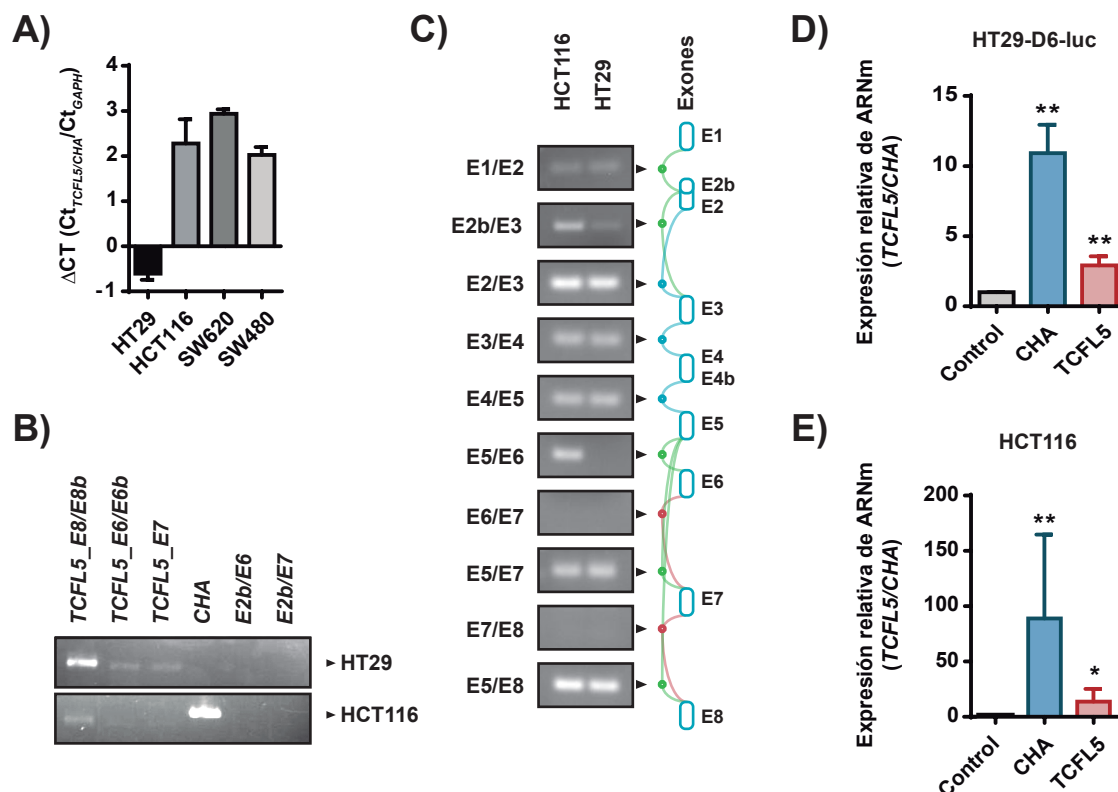 A)
ΔCT (Ct_TCFL5/CHA/Ct_GAPH)
4
3
2
1
0
-1
HT29
HCT116
SW620
SW480
B)
TCFL5_E8/E8b
TCFL5_E6/E6b
TCFL5_E7
CHA
E2b/E6
E2b/E7
HT29
HCT116
C)
HCT116
HT29
Exones
E1/E2
E2b/E3
E2/E3
E3/E4
E4/E5
E5/E6
E6/E7
E5/E7
E7/E8
E5/E8
E1
E2b
E2
E3
E4
E4b
E5
E6
E7
E8
D)
HT29-D6-luc
Expresión relativa de ARNm
(TCFL5/CHA)
15
10
5
0
**
**
Control
CHA
TCFL5
E)
HCT116
Expresión relativa de ARNm
(TCFL5/CHA)
200
150
100
50
0
**
*
Control
CHA
TCFL5